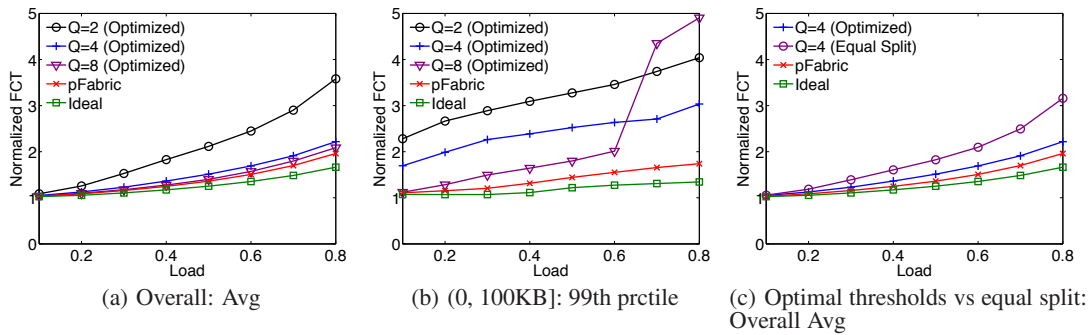 Normalized FCT
5
4
3
2
1
0
Q=2 (Optimized)
Q=4 (Optimized)
Q=8 (Optimized)
pFabric
Ideal
0.2 0.4 0.6 0.8
Load
(a) Overall: Avg
Normalized FCT
5
4
3
2
1
0
Q=2 (Optimized)
Q=4 (Optimized)
Q=8 (Optimized)
pFabric
Ideal
0.2 0.4 0.6 0.8
Load
(b) (0, 100KB]: 99th prctile
Normalized FCT
5
4
3
2
1
0
Q=4 (Optimized)
Q=4 (Equal Split)
pFabric
Ideal
0.2 0.4 0.6 0.8
Load
(c) Optimal thresholds vs equal split:
Overall Avg